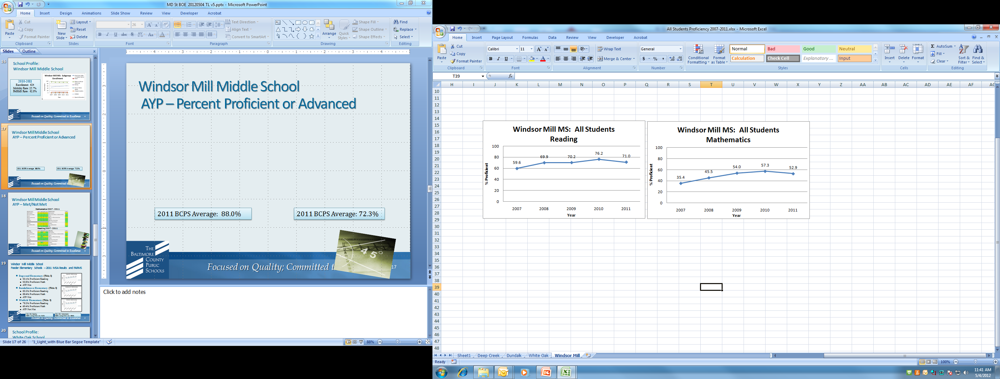 MD St BOE 20120504 TL v5.pptx - Microsoft PowerPoint
Home Insert Design Animations Slide Show Review View Developer Acrobat
Paste
Cut
Copy
Format Painter
Clipboard
New Slide
Layout
Reset
Delete
Slides
26
Font
Text Direction
Align Text
Convert to SmartArt
Paragraph
Arrange
Quick Styles
Shape Fill
Shape Outline
Shape Effects
Drawing
Find
Replace
Select
Editing
Slides Outline
16
School Profile:
Windsor Mill Middle School
2010-2011
Enrollment: 624
Mobility Rate: 25.7%
FARMS Rate: 62.8%
Windsor Mill MS: Subgroup
Enrollment
Focused on Quality; Committed to Excellence
17
Windsor Mill Middle School
AYP – Percent Proficient or Advanced
2011 BCPS Average: 88.0%
2011 BCPS Average: 72.3%
Focused on Quality; Committed t
18
Windsor Mill Middle School
AYP – Met/Not Met
Mathematics 2007 - 2011
Reading 2007 - 2011
Focused on Quality; Committed to Excellence
19
Windsor Mill Middle School
Feeder Elementary Schools – 2011 MSA Results and FARMS
Dogwood Elementary (Title I)
93.1% Proficient Reading
93.8% Proficient Math
AYP Met
Randallstown Elementary (Title I)
83.2% Proficient Reading
88.4% Proficient Math
AYP Met
Winfield Elementary (Title I)
78.2% Proficient Reading
69.4% Proficient Math
AYP Not Met
Focused on Quality; Committed to Excellence
20
School Profile:
White Oak School
Windsor Mill Middle School
AYP – Percent Proficient or Advanced
2011 BCPS Average: 88.0%
2011 BCPS Average: 72.3%
THE
BALTIMORE
COUNTY
PUBLIC
SCHOOLS
Focused on Quality; Committed t
45°
17
Click to add notes
Slide 17 of 26
"1_Light_with Blue Bar Segoe Template"
88%
All Students Proficiency 2007-2011.xlsx - Microsoft Excel
Home Insert Page Layout Formulas Data Review View Developer Acrobat
Paste
Cut
Copy
Format Painter
Clipboard
Calibri 11
Font
Wrap Text
Merge & Center
Alignment
General
Number
Conditional Formatting
Format as Table
Normal Bad Good Neutral
Calculation Check Cell Explanatory ... Input
Styles
Insert Delete Format
Cells
AutoSum
Fill
Clear
Sort & Filter
Find & Select
Editing
T39
fx
H I J K L M N O P Q R S T U V W X Y Z AA AB AC AD AE AF AG
10
11
12
13
14
15
16
17
18
19
20
21
22
23
24
25
26
27
28
29
30
31
32
33
34
35
36
37
38
39
40
41
42
43
44
45
46
47
48
Windsor Mill MS: All Students
Reading
% Proficient
100
80
60
40
20
0
59.6 69.9 70.2 76.2 71.0
2007 2008 2009 2010 2011
Year
Windsor Mill MS: All Students
Mathematics
% Proficient
100
80
60
40
20
0
35.4 45.5 54.0 57.3 52.9
2007 2008 2009 2010 2011
Year
Sheet1 Deep Creek Dundalk White Oak Windsor Mill
Ready
100%
11:41 AM
5/4/2012